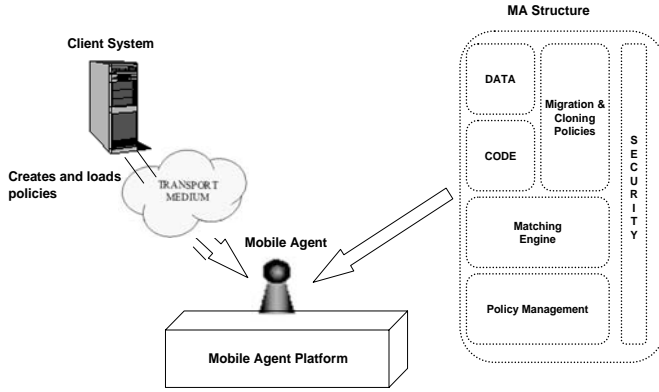 MA Structure
Client System
DATA
Migration &
Cloning
Policies
CODE
SECURITY
Creates and loads
policies
TRANSPORT
MEDIUM
Matching
Engine
Mobile Agent
Policy Management
Mobile Agent Platform